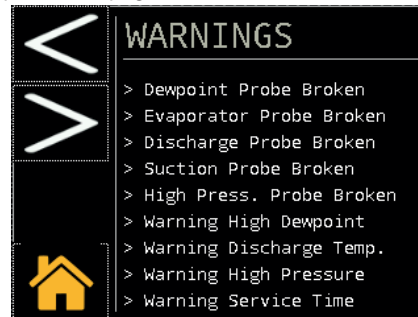 WARNINGS
> Dewpoint Probe Broken
> Evaporator Probe Broken
> Discharge Probe Broken
> Suction Probe Broken
> High Press. Probe Broken
> Warning High Dewpoint
> Warning Discharge Temp.
> Warning High Pressure
> Warning Service Time